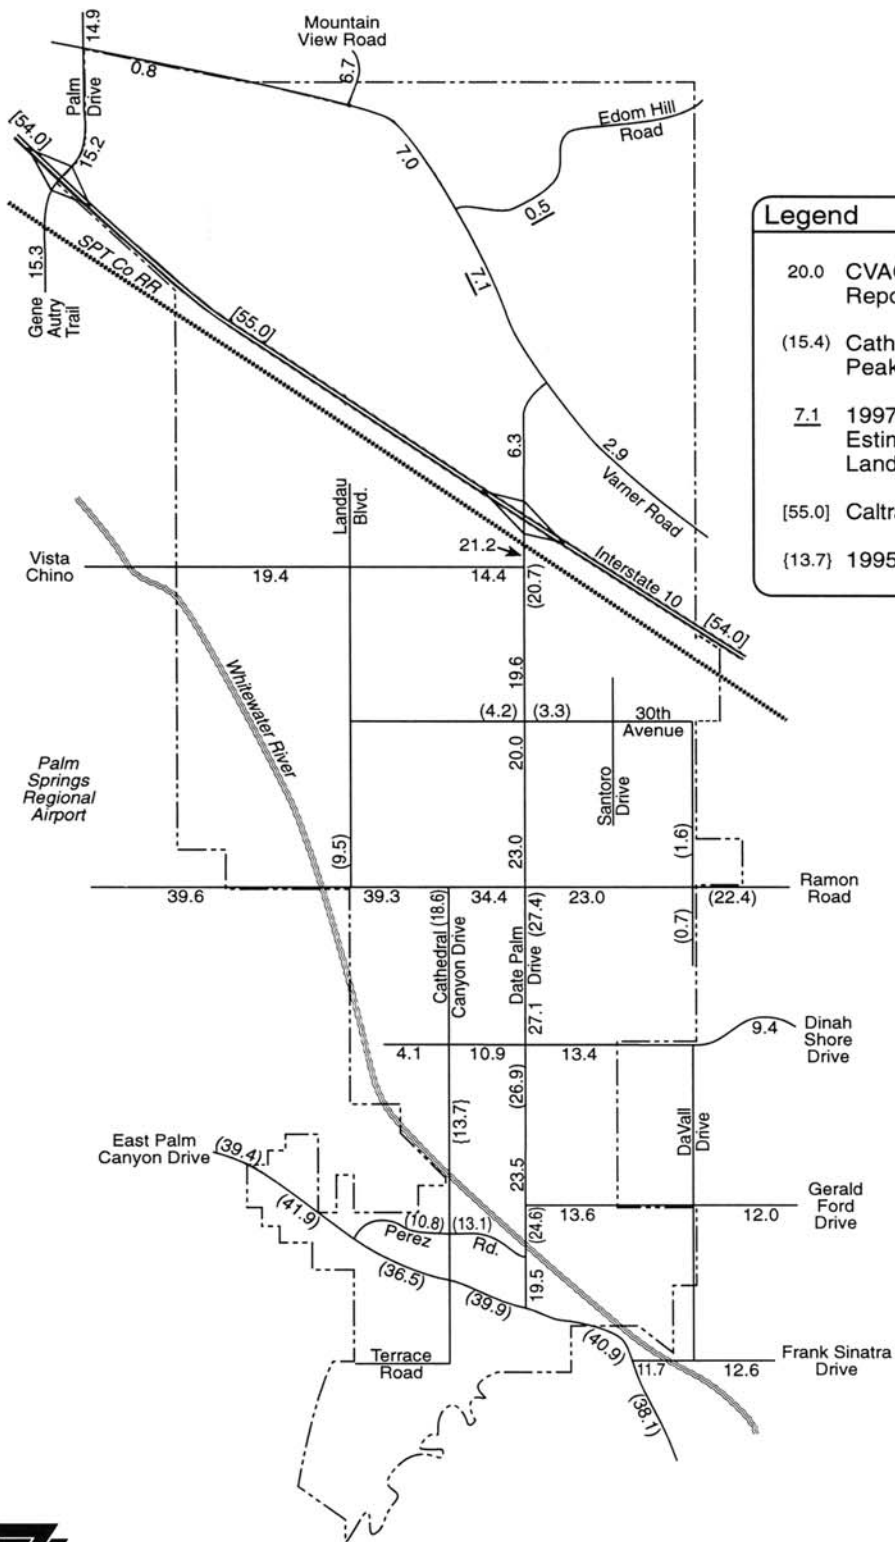 14.9
Mountain
View Road
0.8
6.7
Palm
Drive
Edom Hill
Road
[54.0]
15.2
7.0
0.5
Legend
20.0
SPT Co RR
7.1
15.3
Gene
Autry
Trail
(15.4)
Peak
[55.0]
7.1
1997
6.3
2.9
Varner Road
Landau
Blvd.
[55.0]
21.2
Vista
Chino
19.4
14.4
(20.7)
Interstate 10
{13.7} 1995
[54.0]
19.6
Whitewater River
(4.2)
(3.3)
30th
Avenue
20.0
Santoro
Drive
Palm
Springs
Regional
Airport
(9.5)
23.0
(1.6)
39.6
39.3
34.4
23.0
(22.4)
Ramon
Road
(18.6)
Cathedral
Canyon Drive
(27.4)
Date Palm
Drive
(0.7)
27.1
9.4
Dinah
Shore
Drive
4.1
10.9
13.4
(26.9)
{13.7}
DaVall
Drive
East Palm
Canyon Drive
(39.4)
23.5
Gerald
Ford
Drive
(41.9)
(10.8)
(13.1)
(24.6)
13.6
12.0
Perez
Rd.
(36.5)
19.5
(39.9)
(40.9)
Terrace
Road
11.7
12.6
Frank Sinatra
Drive
(38.1)